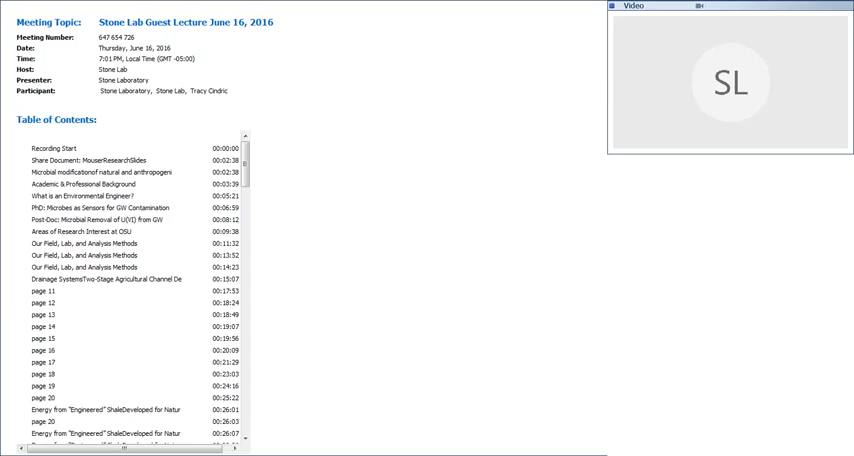 Meeting Topic: Stone Lab Guest Lecture June 16, 2016
Meeting Number: 647 654 726
Date: Thursday, June 16, 2016
Time: 7:01 PM, Local Time (GMT -05:00)
Host: Stone Lab
Presenter: Stone Laboratory
Participant: Stone Laboratory, Stone Lab, Tracy Cindric
Video
SL
Table of Contents:
Recording Start 00:00:00
Share Document: MouserResearchSlides 00:02:38
Microbial modificationof natural and anthropogeni 00:02:38
Academic & Professional Background 00:03:39
What is an Environmental Engineer? 00:05:21
PhD: Microbes as Sensors for GW Contamination 00:06:59
Post-Doc: Microbial Removal of U(VI) from GW 00:08:12
Areas of Research Interest at OSU 00:09:38
Our Field, Lab, and Analysis Methods 00:11:32
Our Field, Lab, and Analysis Methods 00:13:52
Our Field, Lab, and Analysis Methods 00:14:23
Drainage SystemsTwo-Stage Agricultural Channel De 00:15:07
page 11 00:17:53
page 12 00:18:24
page 13 00:18:49
page 14 00:19:07
page 15 00:19:56
page 16 00:20:09
page 17 00:21:29
page 18 00:23:03
page 19 00:24:16
page 20 00:25:22
Energy from "Engineered" ShaleDeveloped for Natur 00:26:01
page 20 00:26:03
Energy from "Engineered" ShaleDeveloped for Natur 00:26:07